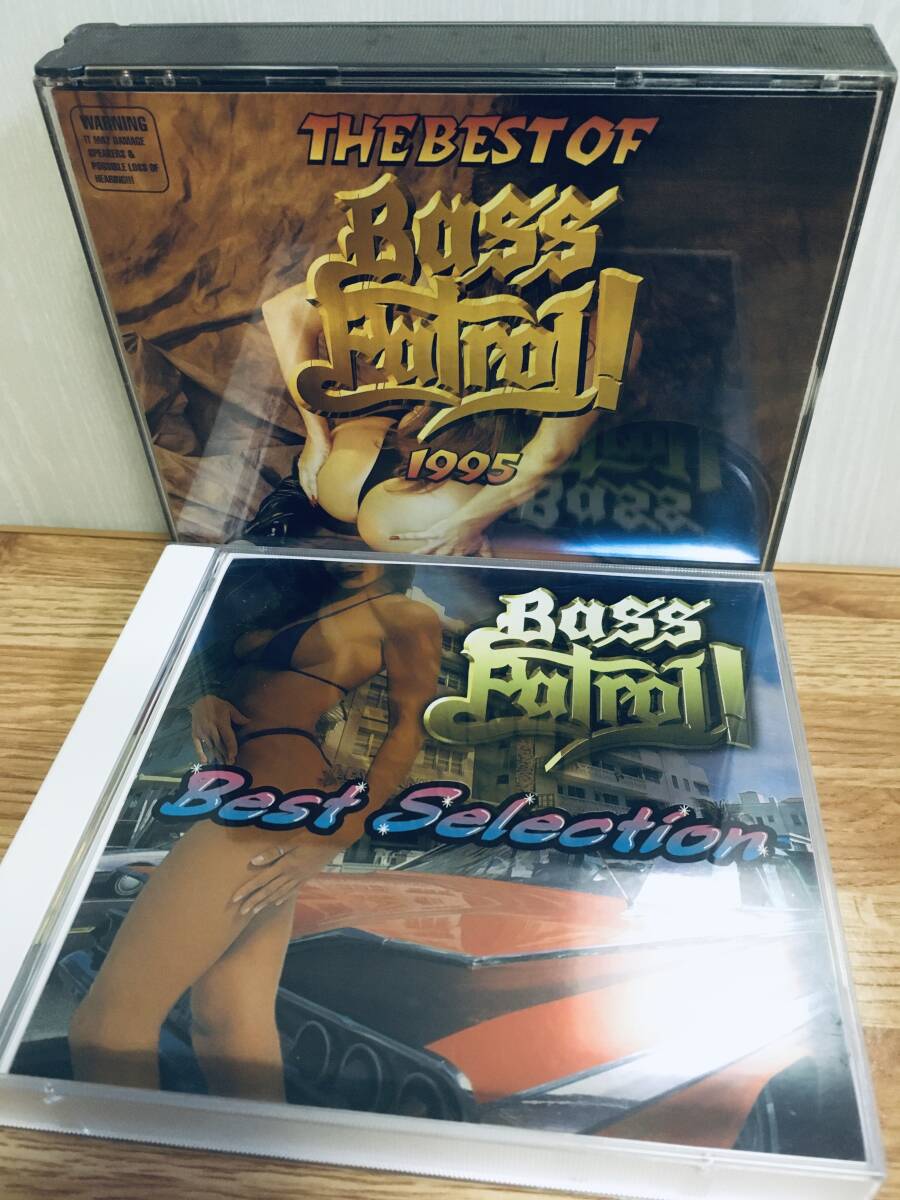 WARNING
IT MAY DAMAGE
SPEAKERS &
POSSIBLE LOSS OF
HEARING!!!
THE BEST OF
Bass
Patrol!
1995
Bass
Patrol!
Best Selection